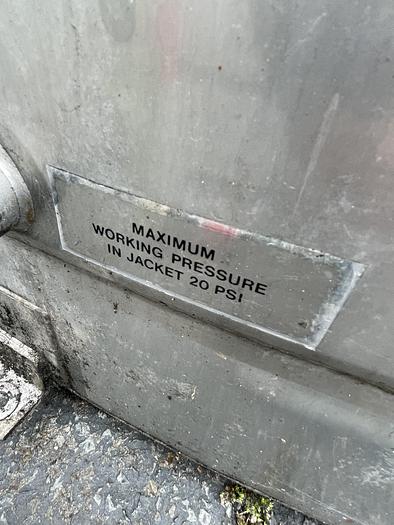 MAXIMUM
WORKING PRESSURE
IN JACKET 20 PSI